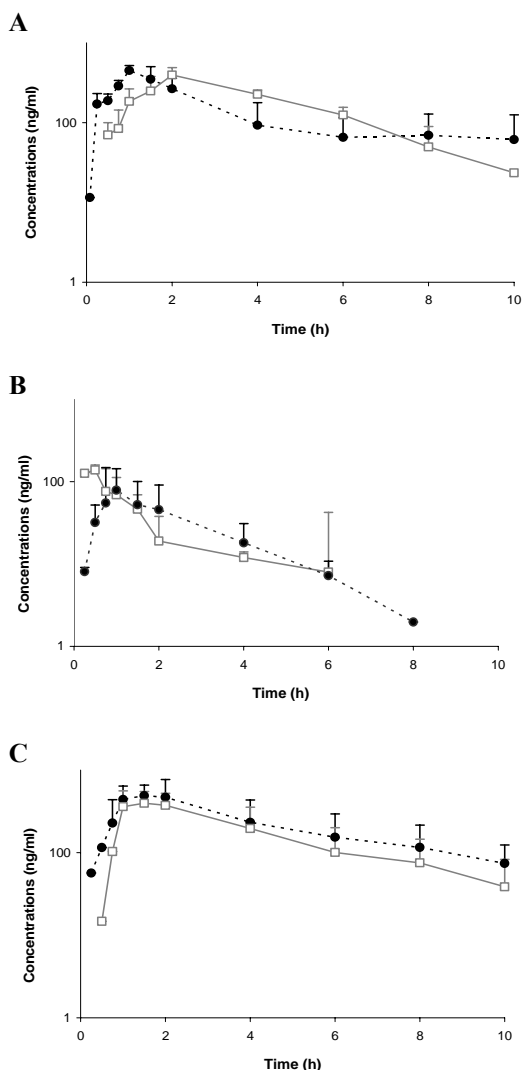 A
Concentrations (ng/ml)
100
1
0 2 4 6 8 10
Time (h)
B
Concentrations (ng/ml)
100
1
0 2 4 6 8 10
Time (h)
C
Concentrations (ng/ml)
100
1
0 2 4 6 8 10
Time (h)